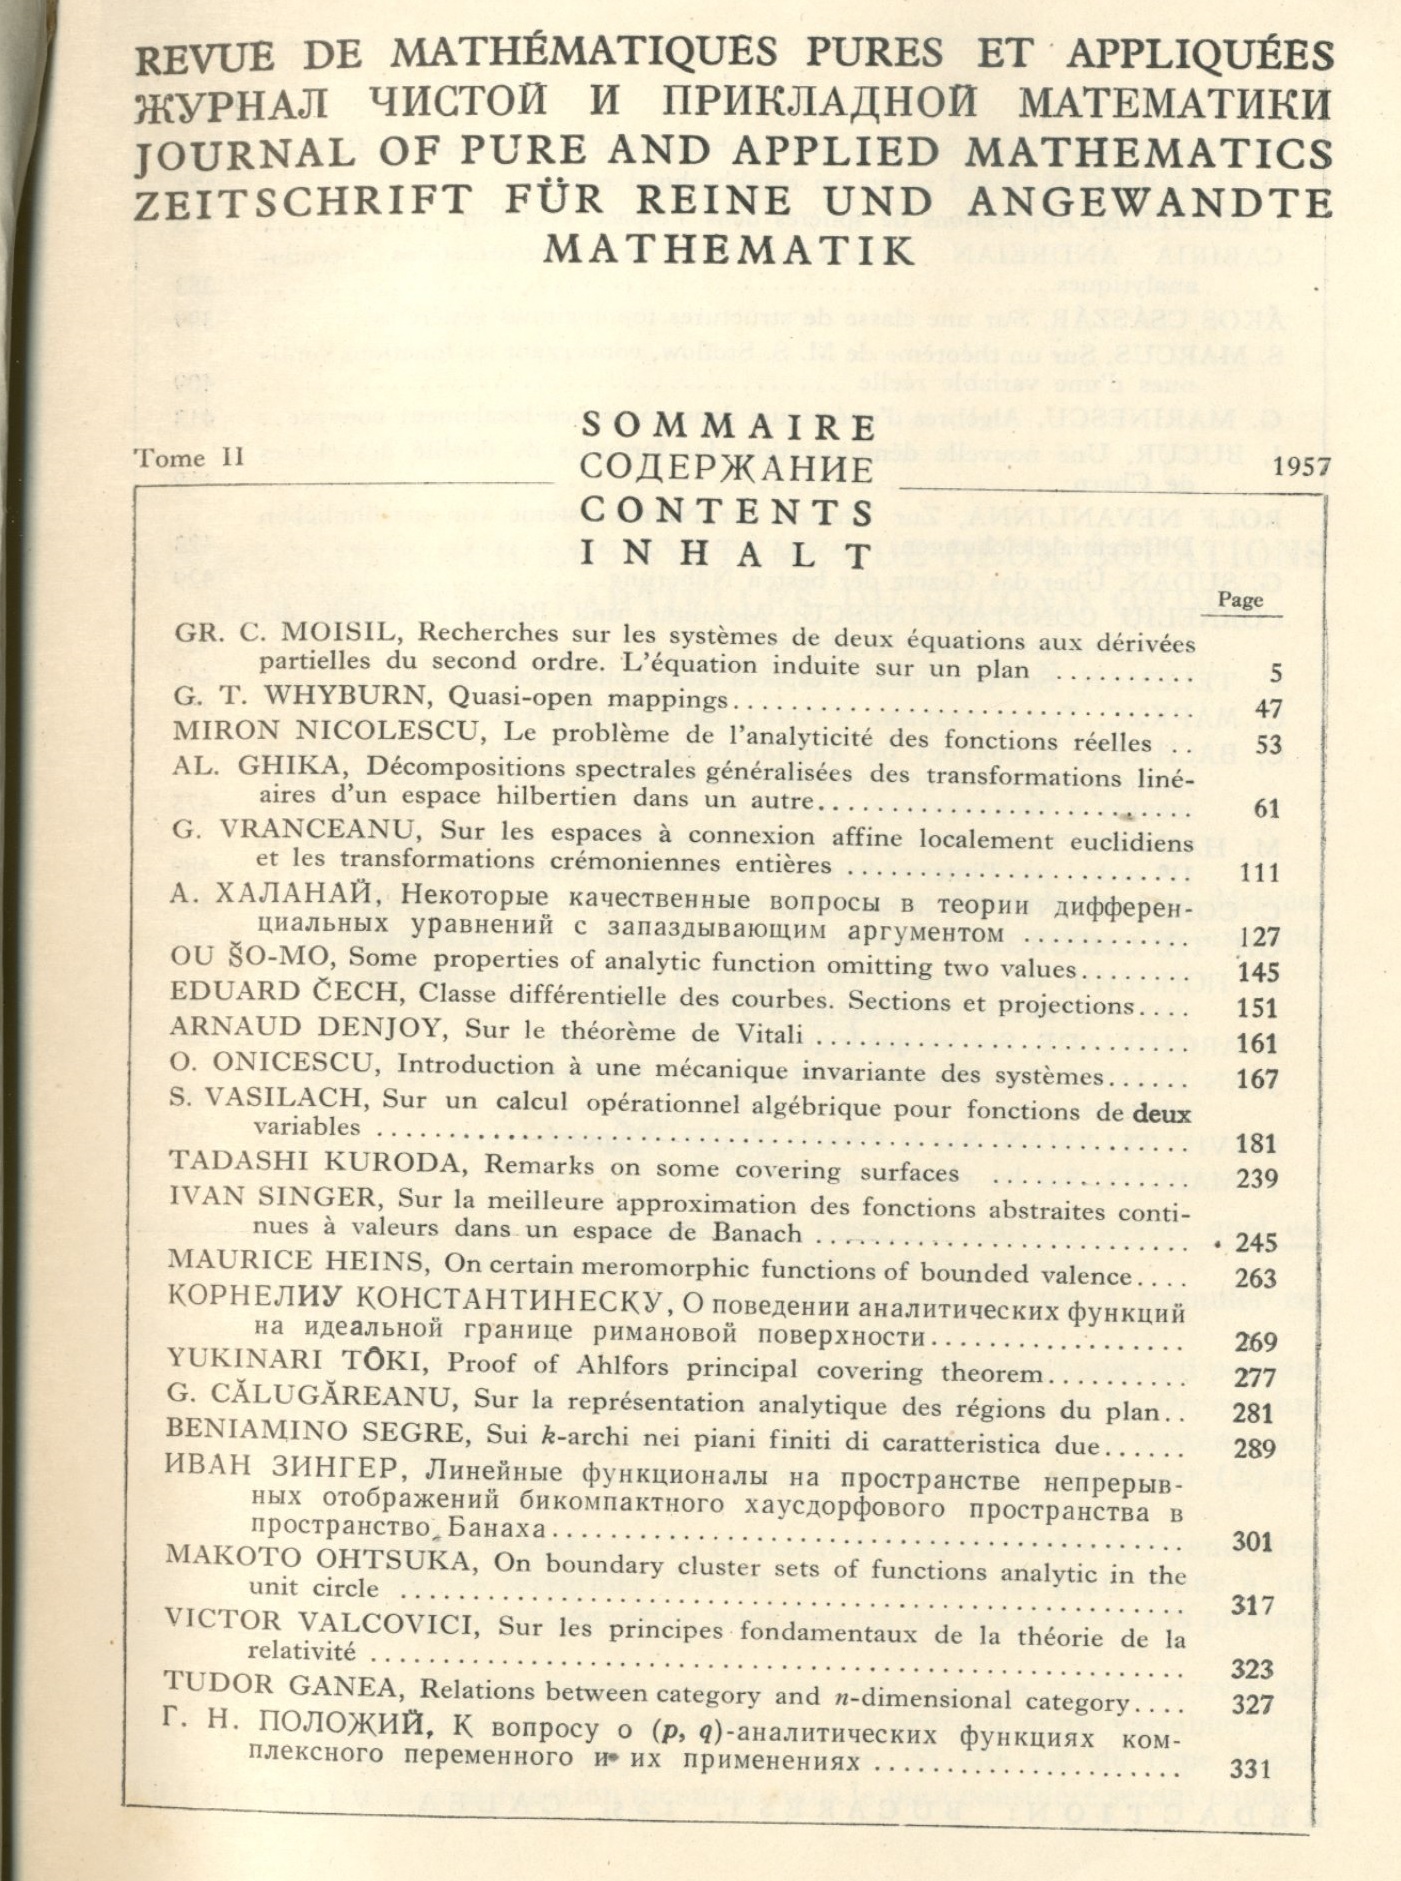 REVUE DE MATHÉMATIQUES PURES ET APPLIQUÉES
ЖУРНАЛ ЧИСТОЙ И ПРИКЛАДНОЙ МАТЕМАТИКИ
JOURNAL OF PURE AND APPLIED MATHEMATICS
ZEITSCHRIFT FÜR REINE UND ANGEWANDTE
MATHEMATIK
SOMMAIRE
Tome II СОДЕРЖАНИЕ 1957
CONTENTS
INHALT
Page
GR. C. MOISIL, Recherches sur les systèmes de deux équations aux dérivées
partielles du second ordre. L'équation induite sur un plan .......... 5
G. T. WHYBURN, Quasi-open mappings................................ 47
MIRON NICOLESCU, Le problème de l'analyticité des fonctions réelles .. 53
AL. GHIKA, Décompositions spectrales généralisées des transformations liné-
aires d'un espace hilbertien dans un autre.......................... 61
G. VRANCEANU, Sur les espaces à connexion affine localement euclidiens
et les transformations crémoniennes entières ........................ 111
А. ХАЛАНАЙ, Некоторые качественные вопросы в теории дифферен-
циальных уравнений с запаздывающим аргументом ............ 127
OU ŠO-MO, Some properties of analytic function omitting two values........ 145
EDUARD ČECH, Classe différentielle des courbes. Sections et projections.... 151
ARNAUD DENJOY, Sur le théorème de Vitali .......................... 161
O. ONICESCU, Introduction à une mécanique invariante des systèmes...... 167
S. VASILACH, Sur un calcul opérationnel algébrique pour fonctions de deux
variables ........................................................ 181
TADASHI KURODA, Remarks on some covering surfaces .............. 239
IVAN SINGER, Sur la meilleure approximation des fonctions abstraites conti-
nues à valeurs dans un espace de Banach .......................... 245
MAURICE HEINS, On certain meromorphic functions of bounded valence.... 263
КОРНЕЛИУ КОНСТАНТИНЕСКУ, О поведении аналитических функций
на идеальной границе римановой поверхности.................. 269
YUKINARI TÔKI, Proof of Ahlfors principal covering theorem.......... 277
G. CĂLUGĂREANU, Sur la représentation analytique des régions du plan.. 281
BENIAMINO SEGRE, Sui k-archi nei piani finiti di caratteristica due...... 289
ИВАН ЗИНГЕР, Линейные функционалы на пространстве непрерыв-
ных отображений бикомпактного хаусдорфового пространства в
пространство Банаха............................................ 301
MAKOTO OHTSUKA, On boundary cluster sets of functions analytic in the
unit circle ...................................................... 317
VICTOR VALCOVICI, Sur les principes fondamentaux de la théorie de la
relativité ........................................................ 323
TUDOR GANEA, Relations between category and n-dimensional category.... 327
Г. Н. ПОЛОЖИЙ, К вопросу о (p, q)-аналитических функциях ком-
плексного переменного и их применениях ...................... 331